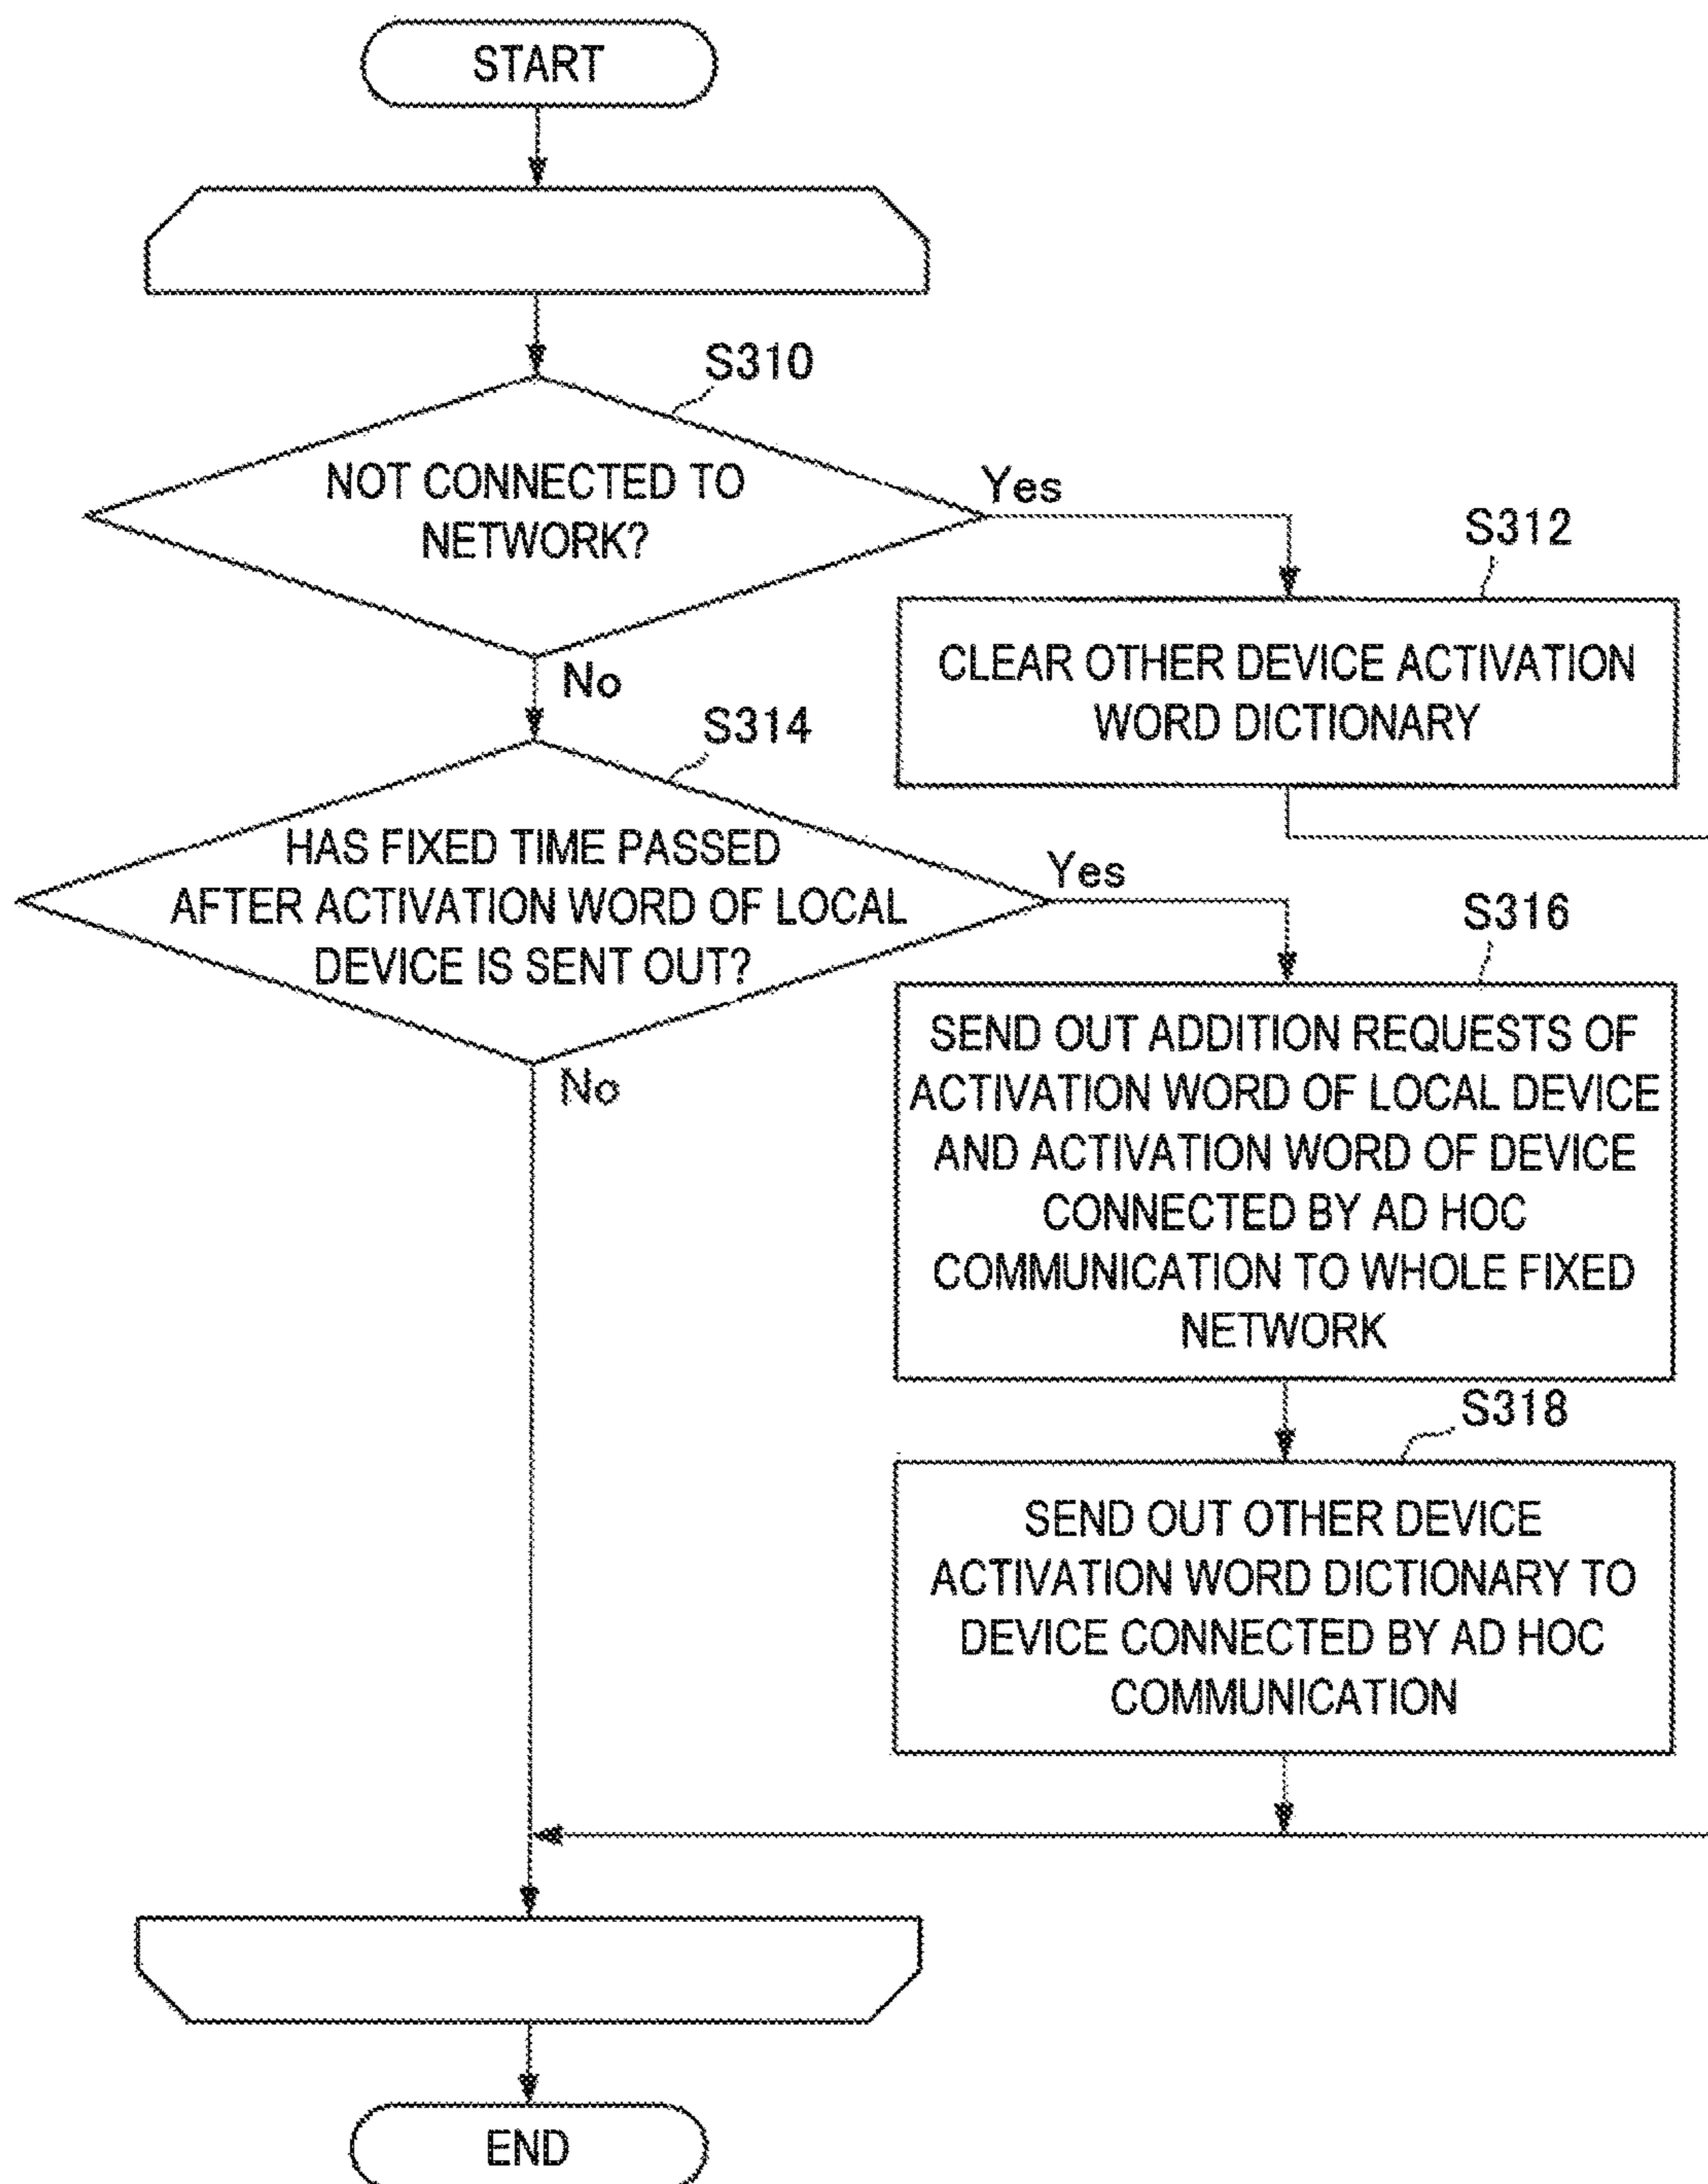 START
S310
NOT CONNECTED TO
NETWORK?
Yes
No
S312
CLEAR OTHER DEVICE ACTIVATION
WORD DICTIONARY
S314
HAS FIXED TIME PASSED
AFTER ACTIVATION WORD OF LOCAL
DEVICE IS SENT OUT?
Yes
No
S316
SEND OUT ADDITION REQUESTS OF
ACTIVATION WORD OF LOCAL DEVICE
AND ACTIVATION WORD OF DEVICE
CONNECTED BY AD HOC
COMMUNICATION TO WHOLE FIXED
NETWORK
S318
SEND OUT OTHER DEVICE
ACTIVATION WORD DICTIONARY TO
DEVICE CONNECTED BY AD HOC
COMMUNICATION
END